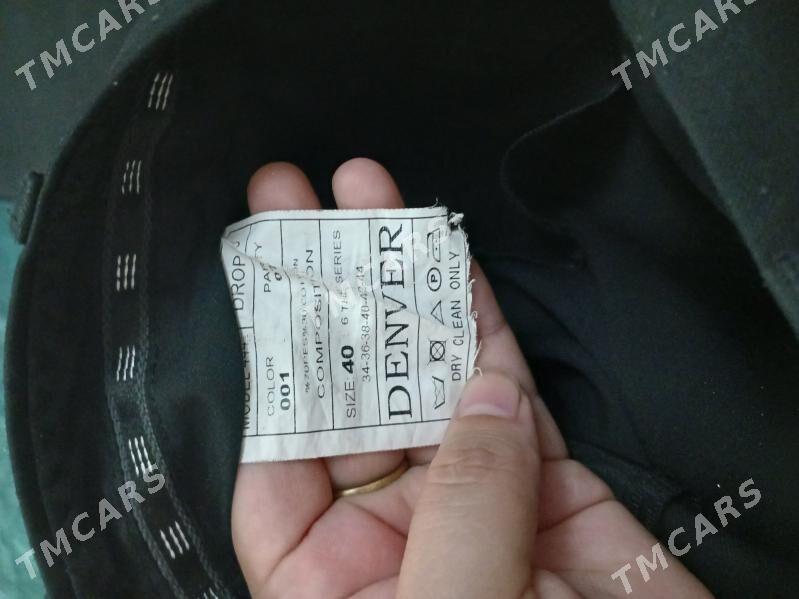 TMCARS
TMCARS
DENVER
DRY CLEAN ONLY
P
34-36-38-40-42-44
SIZE 40
SERIES
COMPOSITION
COLOR
001
DROP
TMCARS
TMCARS
TMCARS